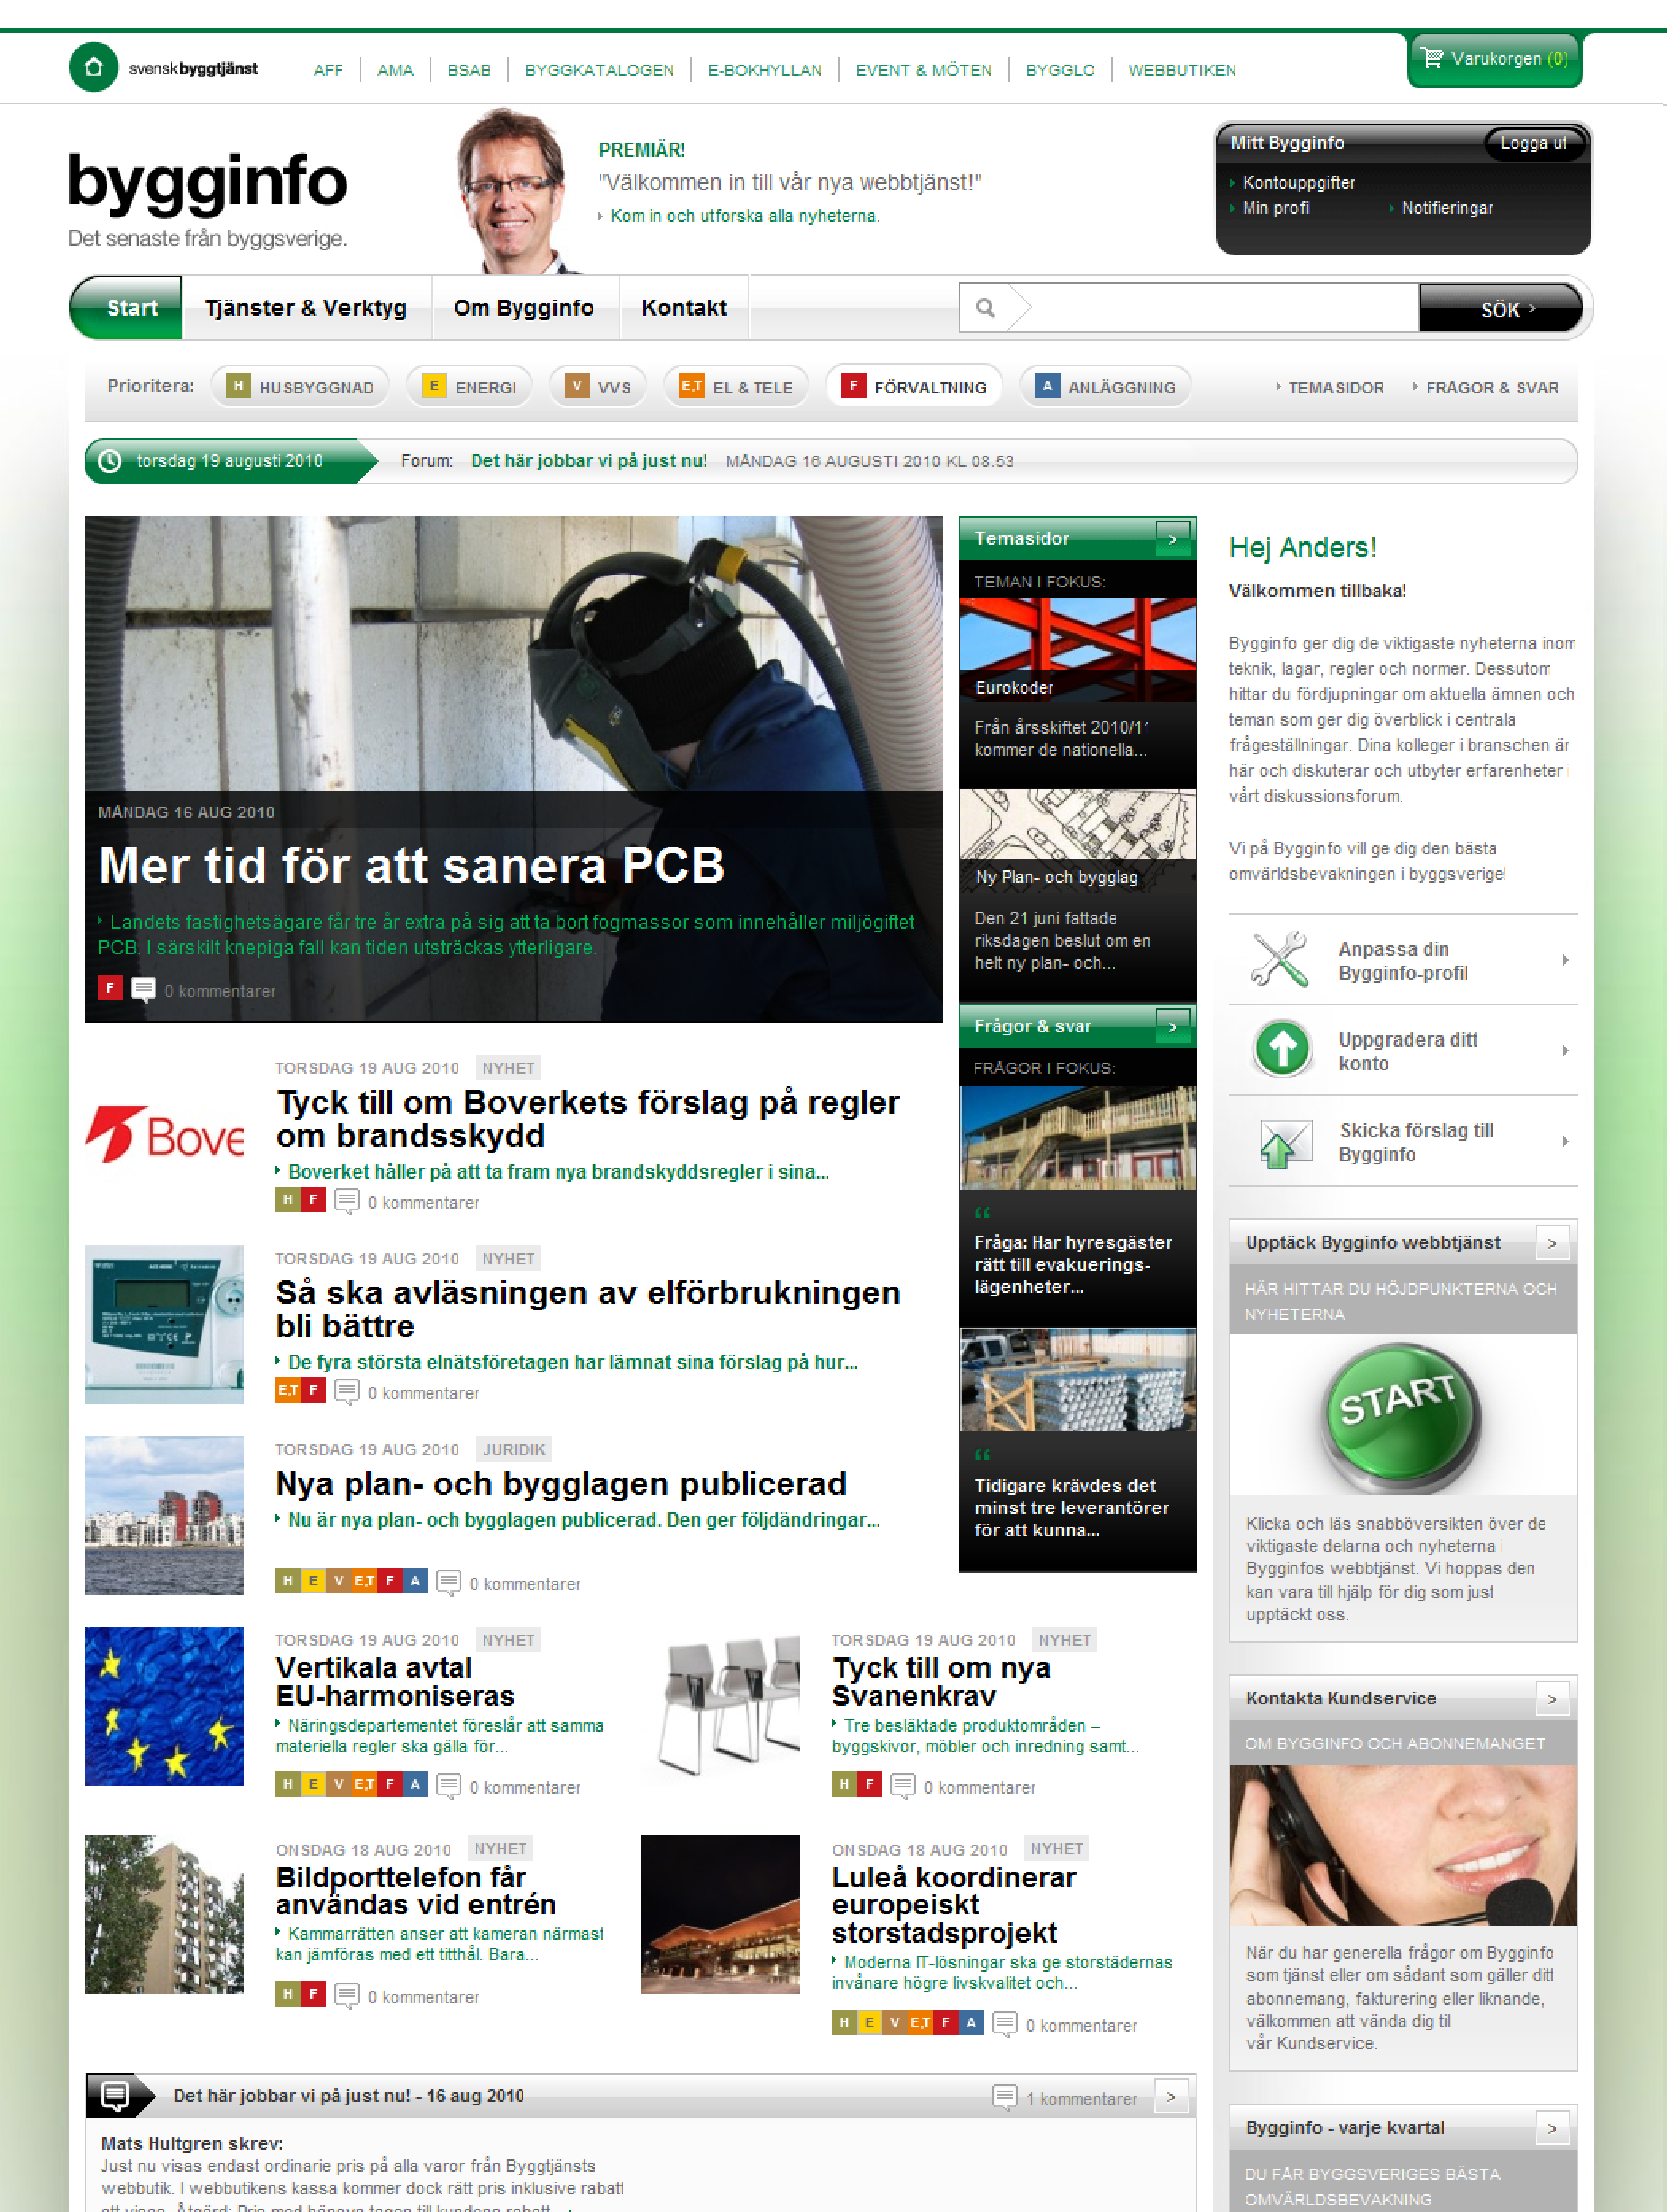 svenskbyggtjänst
AFF
AMA
BSAB
BYGGKATALOGEN
E-BOKHYLLAN
EVENT & MÖTEN
BYGGLO
WEBBUTIKEN
Varukorgen (0)
bygginfo
Det senaste från byggsverige.
PREMIÄR!
"Välkommen in till vår nya webbtjänst!"
Kom in och utforska alla nyheterna.
Mitt Bygginfo
Logga ut
Kontouppgifter
Min profi
Notifieringar
Start
Tjänster & Verktyg
Om Bygginfo
Kontakt
SÖK >
Prioritera:
H HUSBYGGNAD
E ENERGI
V VVS
E,T EL & TELE
F FÖRVALTNING
A ANLÄGGNING
TEMASIDOR
FRÅGOR & SVAR
torsdag 19 augusti 2010
Forum: Det här jobbar vi på just nu! MÅNDAG 16 AUGUSTI 2010 KL 08.53
MÅNDAG 16 AUG 2010
Mer tid för att sanera PCB
Landets fastighetsägare får tre år extra på sig att ta bort fogmassor som innehåller miljögiftet
PCB. I särskilt knepiga fall kan tiden utsträckas ytterligare.
F 0 kommentarer
TORSDAG 19 AUG 2010 NYHET
Bove
Tyck till om Boverkets förslag på regler
om brandsskydd
Boverket håller på att ta fram nya brandskyddsregler i sina...
H F 0 kommentarer
TORSDAG 19 AUG 2010 NYHET
Så ska avläsningen av elförbrukningen
bli bättre
De fyra största elnätsföretagen har lämnat sina förslag på hur...
E,T F 0 kommentarer
TORSDAG 19 AUG 2010 JURIDIK
Nya plan- och bygglagen publicerad
Nu är nya plan- och bygglagen publicerad. Den ger följdändringar...
H E V E,T F A 0 kommentarer
TORSDAG 19 AUG 2010 NYHET
Vertikala avtal
EU-harmoniseras
Näringsdepartementet föreslår att samma
materiella regler ska gälla för...
H E V E,T F A 0 kommentarer
TORSDAG 19 AUG 2010 NYHET
Tyck till om nya
Svanenkrav
Tre besläktade produktområden –
byggskivor, möbler och inredning samt...
H F 0 kommentarer
ONSDAG 18 AUG 2010 NYHET
Bildporttelefon får
användas vid entrén
Kammarrätten anser att kameran närmast
kan jämföras med ett titthål. Bara...
H F 0 kommentarer
ONSDAG 18 AUG 2010 NYHET
Luleå koordinerar
europeiskt
storstadsprojekt
Moderna IT-lösningar ska ge storstädernas
invånare högre livskvalitet och...
H E V E,T F A 0 kommentarer
Det här jobbar vi på just nu! - 16 aug 2010
1 kommentarer >
Mats Hultgren skrev:
Just nu visas endast ordinarie pris på alla varor från Byggtjänsts
webbutik. I webbutikens kassa kommer dock rätt pris inklusive rabatt
att visas. Åtgärd: Pris med hänsyn tagen till kundens rabatt
Temasidor >
TEMAN I FOKUS:
Eurokoder
Från årsskiftet 2010/11
kommer de nationella...
Ny Plan- och bygglag
Den 21 juni fattade
riksdagen beslut om en
helt ny plan- och...
Frågor & svar >
FRÅGOR I FOKUS:
“
Fråga: Har hyresgäster
rätt till evakuerings-
lägenheter...
“
Tidigare krävdes det
minst tre leverantörer
för att kunna...
Hej Anders!
Välkommen tillbaka!
Bygginfo ger dig de viktigaste nyheterna inom
teknik, lagar, regler och normer. Dessutom
hittar du fördjupningar om aktuella ämnen och
teman som ger dig överblick i centrala
frågeställningar. Dina kolleger i branschen är
här och diskuterar och utbyter erfarenheter i
vårt diskussionsforum.
Vi på Bygginfo vill ge dig den bästa
omvärldsbevakningen i byggsverige!
Anpassa din
Bygginfo-profil
Uppgradera ditt
konto
Skicka förslag till
Bygginfo
Upptäck Bygginfo webbtjänst >
HÄR HITTAR DU HÖJDPUNKTERNA OCH
NYHETERNA
START
Klicka och läs snabböversikten över de
viktigaste delarna och nyheterna i
Bygginfos webbtjänst. Vi hoppas den
kan vara till hjälp för dig som just
upptäckt oss.
Kontakta Kundservice >
OM BYGGINFO OCH ABONNEMANGET
När du har generella frågor om Bygginfo
som tjänst eller om sådant som gäller ditt
abonnemang, fakturering eller liknande,
välkommen att vända dig til
vår Kundservice.
Bygginfo - varje kvartal >
DU FÅR BYGGSVERIGES BÄSTA
OMVÄRLDSBEVAKNING